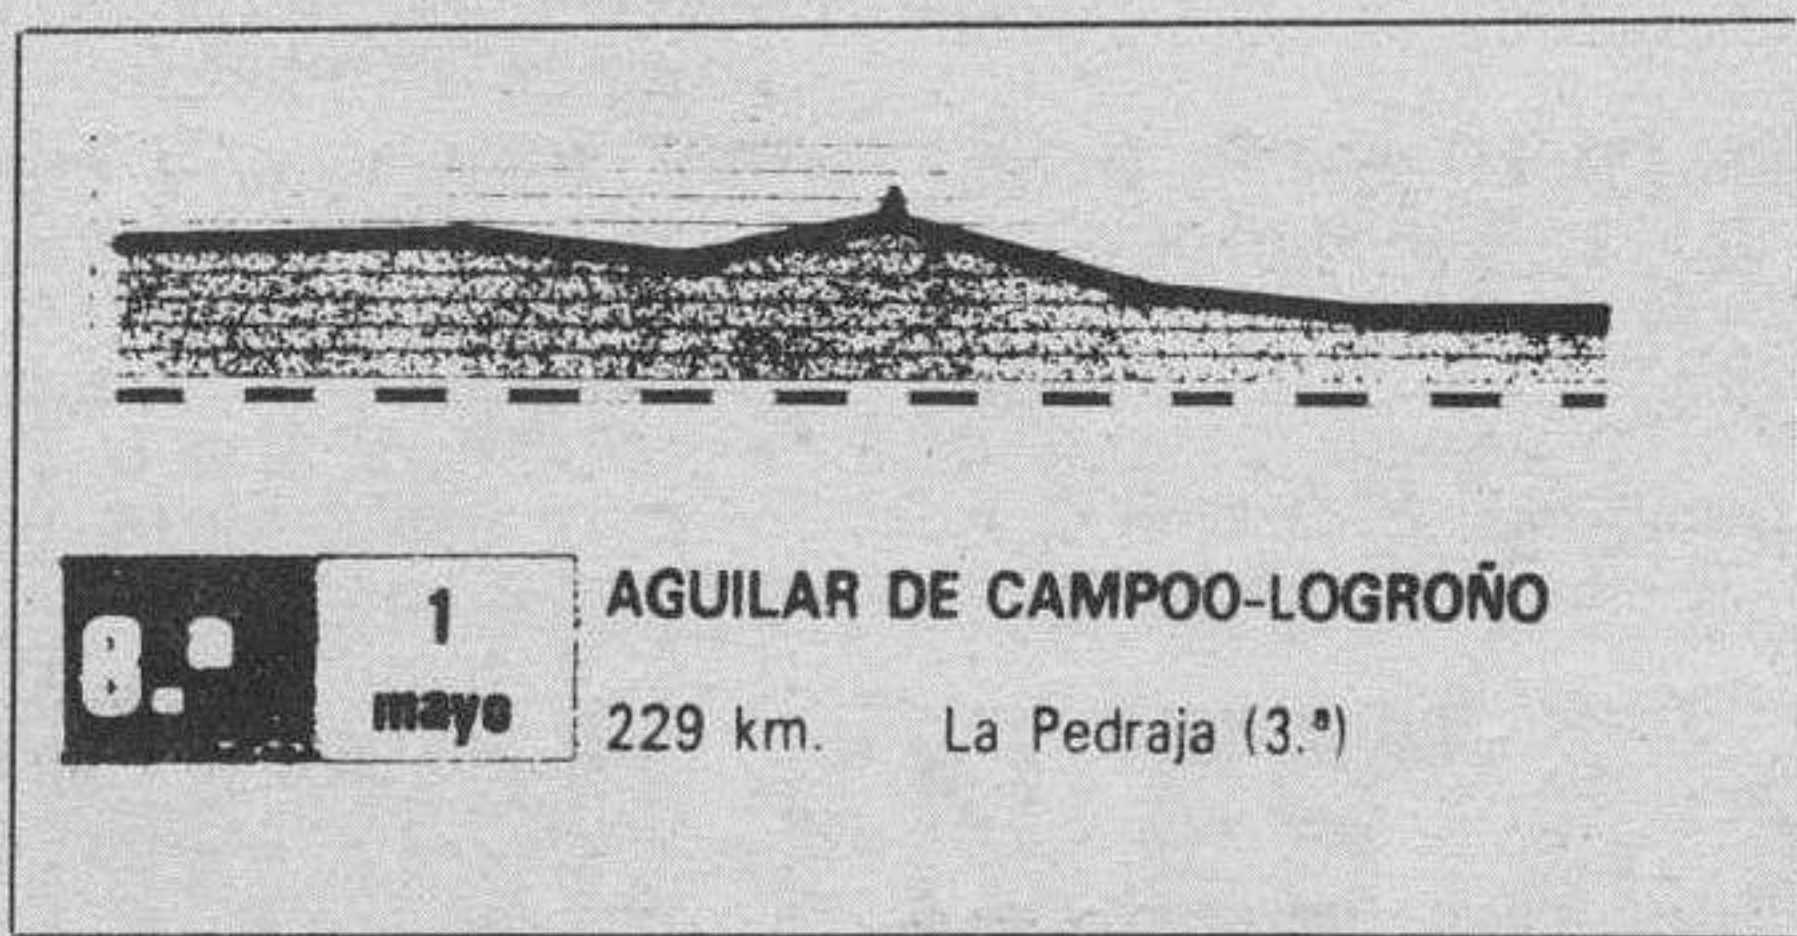 8.ª
1
mayo
AGUILAR DE CAMPOO-LOGROÑO
229 km. La Pedraja (3.ª)